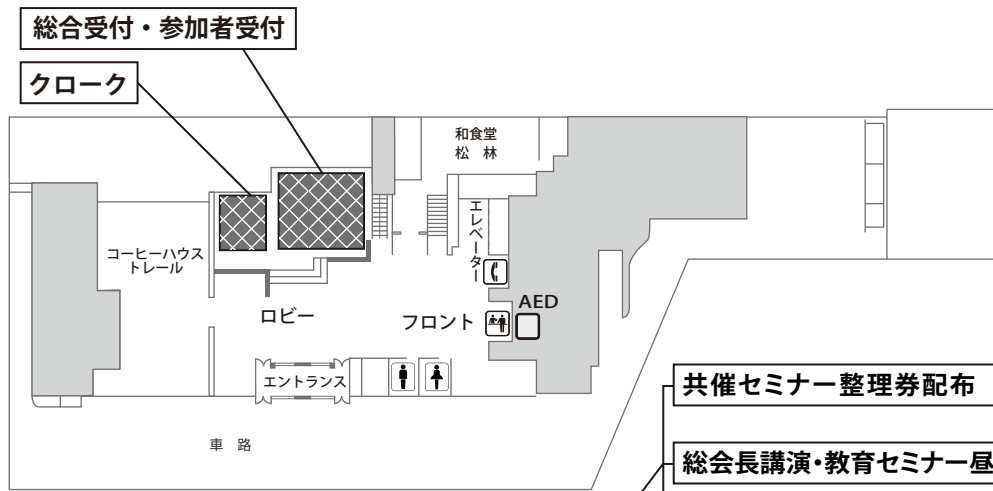 総合受付・参加者受付
クローク
和食堂
松 林
エレベーター
コーヒーハウス
トレール
AED
ロビー
フロント
エントランス
共催セミナー整理券配布
車 路
総会長講演・教育セミナー昼